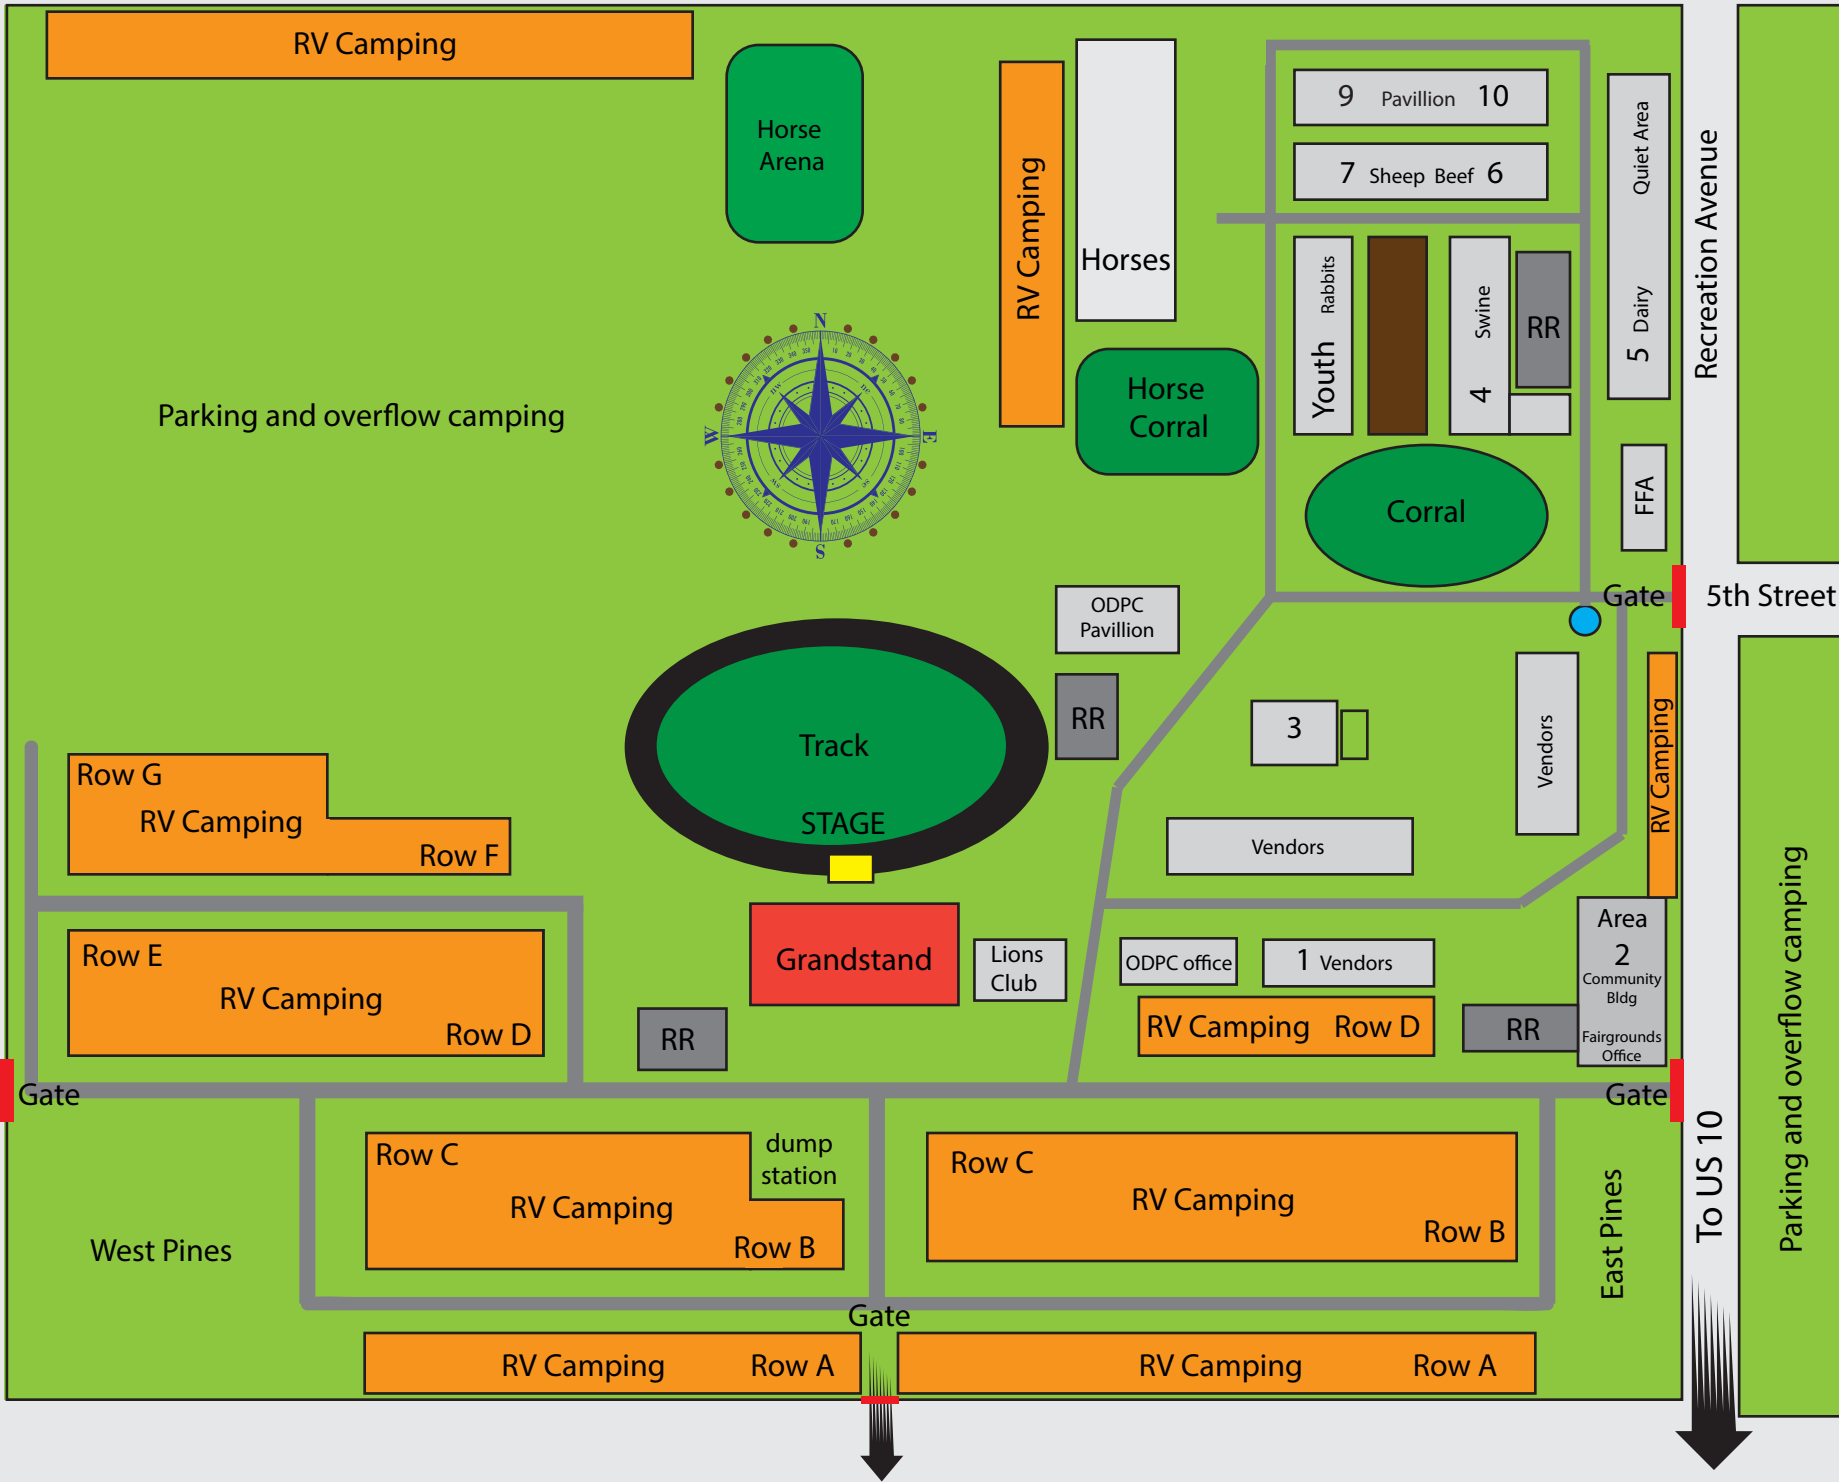 RV Camping
Horse
Arena
RV Camping
Horses
9 Pavillion 10
7 Sheep Beef 6
Quiet Area
5 Dairy
Recreation Avenue
Youth Rabbits
4 Swine
RR
Horse
Corral
Parking and overflow camping
N
W
E
S
Corral
FFA
Gate
5th Street
ODPC
Pavillion
RR
Track
STAGE
3
Vendors
RV Camping
Vendors
Row G
RV Camping
Row F
Row E
RV Camping
Row D
Grandstand
Lions
Club
ODPC office
1 Vendors
Area
2
Community
Bldg
Fairgrounds
Office
RV Camping Row D
RR
RR
Gate
Gate
Parking and overflow camping
To US 10
Row C
RV Camping
Row B
dump
station
Row C
RV Camping
Row B
West Pines
East Pines
Gate
RV Camping Row A
RV Camping Row A